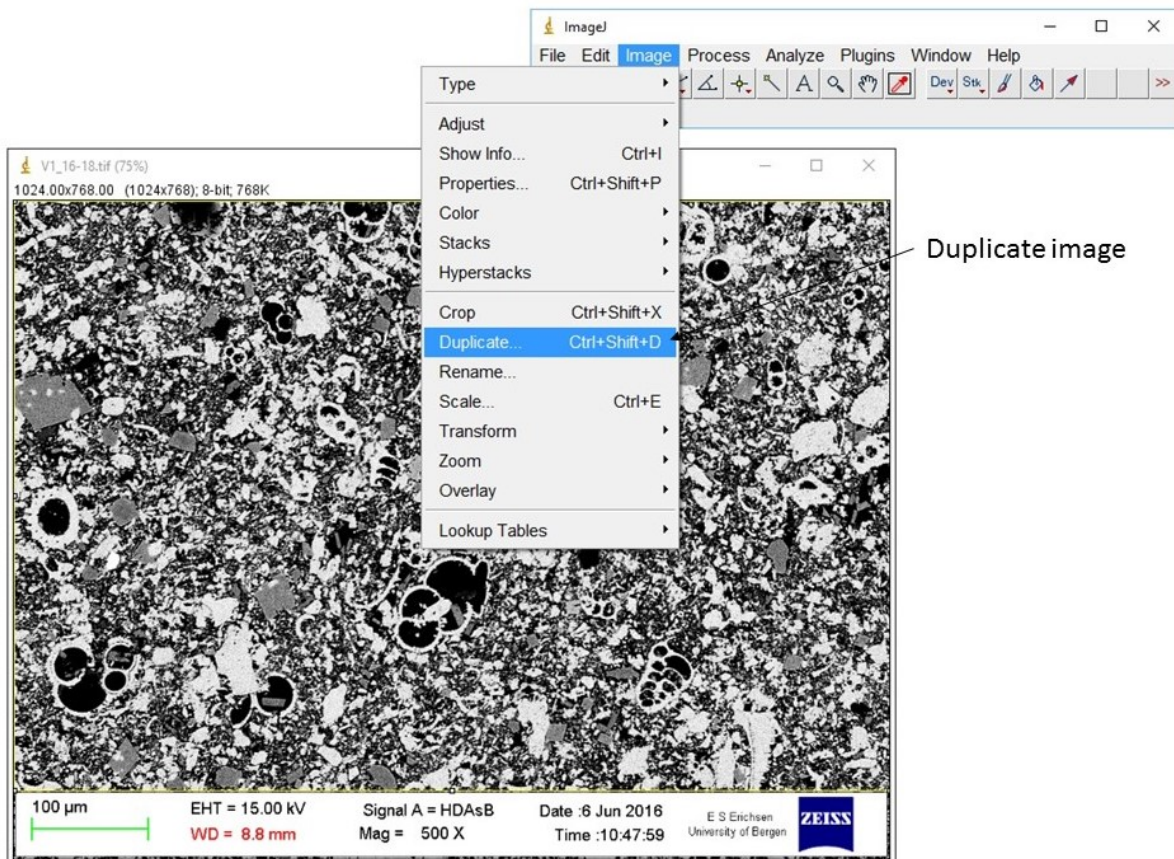 ImageJ
File Edit Image Process Analyze Plugins Window Help
Dev Stk >>
Type
Adjust
Show Info... Ctrl+I
Properties... Ctrl+Shift+P
Color
Stacks
Hyperstacks
Crop Ctrl+Shift+X
Duplicate... Ctrl+Shift+D
Rename...
Scale... Ctrl+E
Transform
Zoom
Overlay
Lookup Tables
V1_16-18.tif (75%)
1024.00x768.00 (1024x768); 8-bit; 768K
Duplicate image
100 µm
EHT = 15.00 kV
WD = 8.8 mm
Signal A = HDAsB
Mag = 500 X
Date :6 Jun 2016
Time :10:47:59
E S Erichsen
University of Bergen
ZEISS